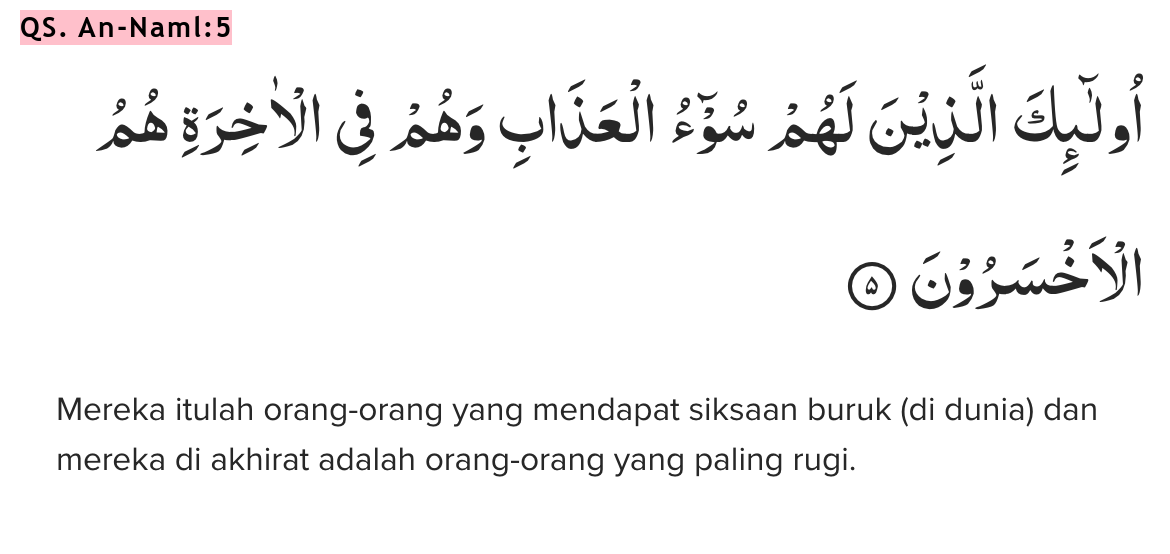 QS. An-Naml:5
اُولٰۤىِٕكَ الَّذِيْنَ لَهُمْ سُوْۤءُ الْعَذَابِ وَهُمْ فِى الْاٰخِرَةِ هُمُ
الْاَخْسَرُوْنَ ۵
Mereka itulah orang-orang yang mendapat siksaan buruk (di dunia) dan
mereka di akhirat adalah orang-orang yang paling rugi.